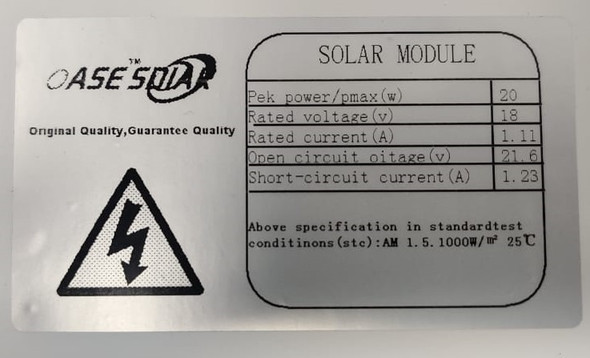 OASE SOLAR™
Original Quality,Guarantee Quality
SOLAR MODULE
Pek power/pmax(w) 20
Rated voltage(v) 18
Rated current(A) 1.11
Open circuit oitage(v) 21.6
Short-circuit current(A) 1.23
Above specification in standardtest
conditinons(stc):AM 1.5.1000W/m² 25℃